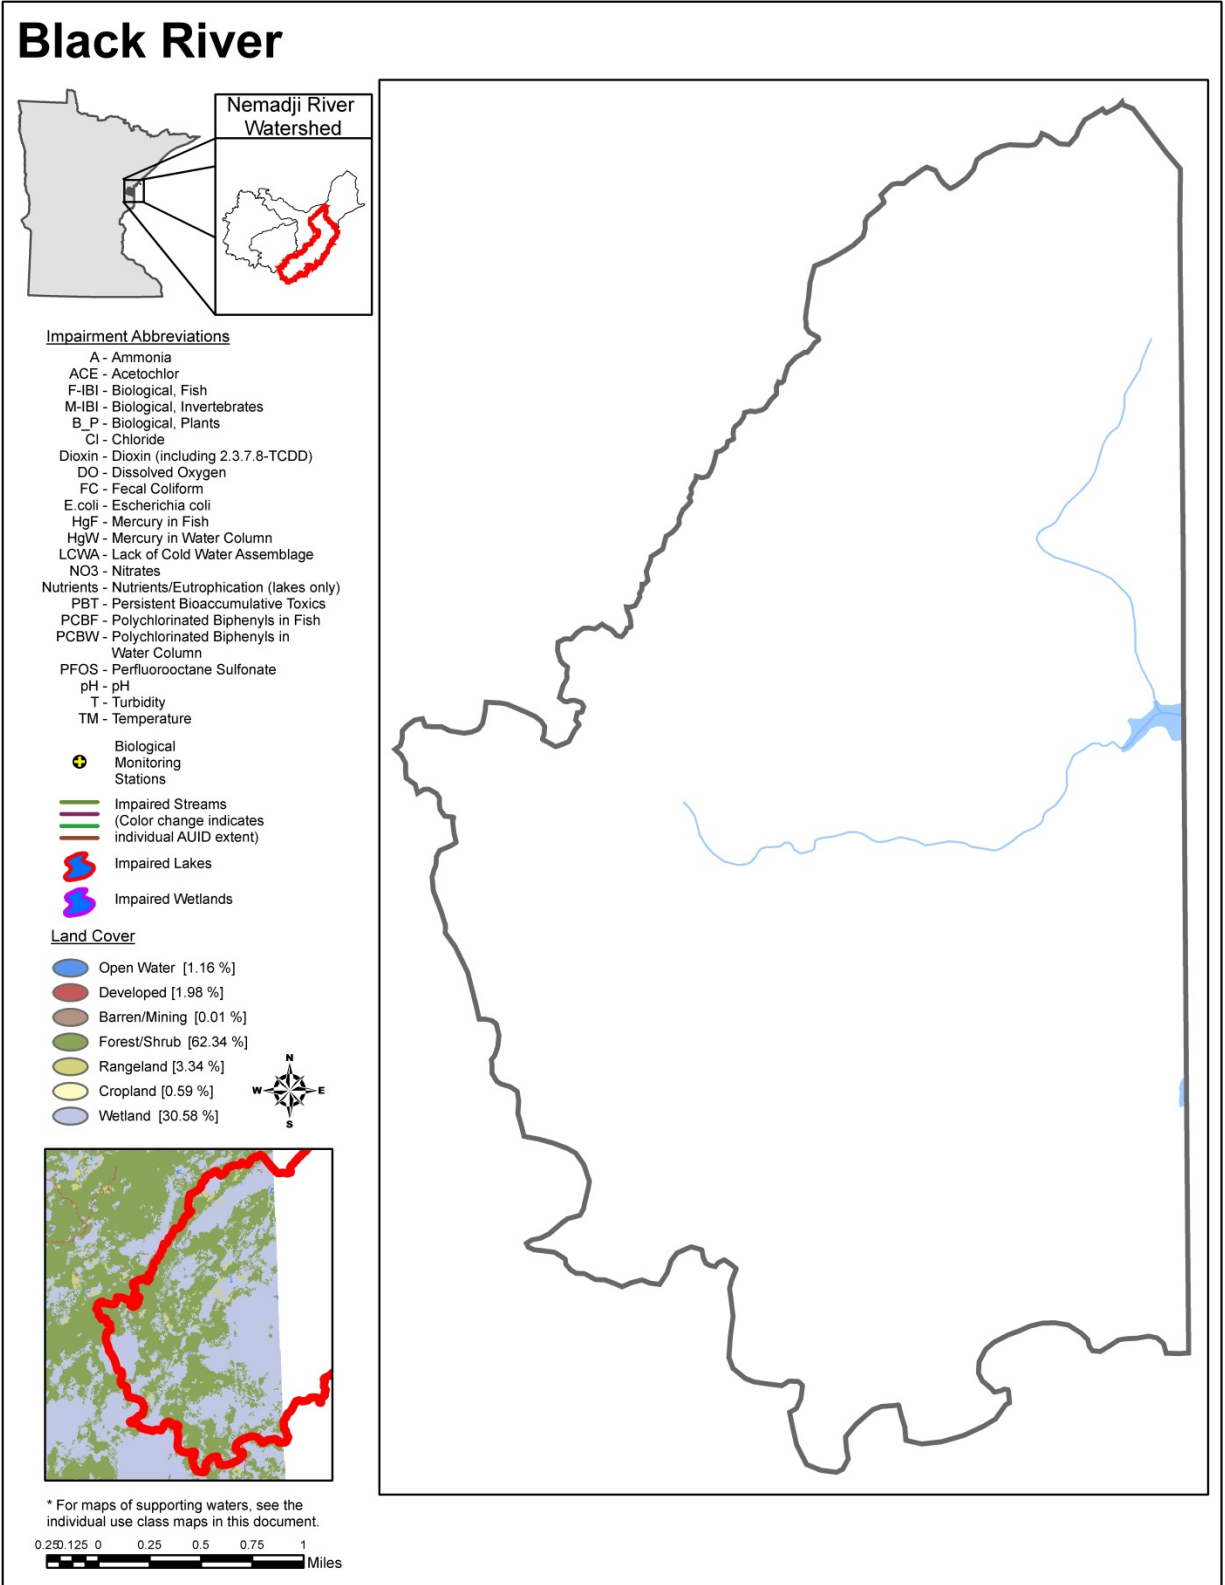 Black River
Nemadji River
Watershed
Impairment Abbreviations
A - Ammonia
ACE - Acetochlor
F-IBI - Biological, Fish
M-IBI - Biological, Invertebrates
B_P - Biological, Plants
Cl - Chloride
Dioxin - Dioxin (including 2.3.7.8-TCDD)
DO - Dissolved Oxygen
FC - Fecal Coliform
E.coli - Escherichia coli
HgF - Mercury in Fish
HgW - Mercury in Water Column
LCWA - Lack of Cold Water Assemblage
NO3 - Nitrates
Nutrients - Nutrients/Eutrophication (lakes only)
PBT - Persistent Bioaccumulative Toxics
PCBF - Polychlorinated Biphenyls in Fish
PCBW - Polychlorinated Biphenyls in
Water Column
PFOS - Perfluorooctane Sulfonate
pH - pH
T - Turbidity
TM - Temperature
Biological
Monitoring
Stations
Impaired Streams
(Color change indicates
individual AUID extent)
Impaired Lakes
Impaired Wetlands
Land Cover
Open Water [1.16 %]
Developed [1.98 %]
Barren/Mining [0.01 %]
Forest/Shrub [62.34 %]
Rangeland [3.34 %]
Cropland [0.59 %]
Wetland [30.58 %]
N
W E
S
* For maps of supporting waters, see the
individual use class maps in this document.
0.25 0.125 0 0.25 0.5 0.75 1
Miles